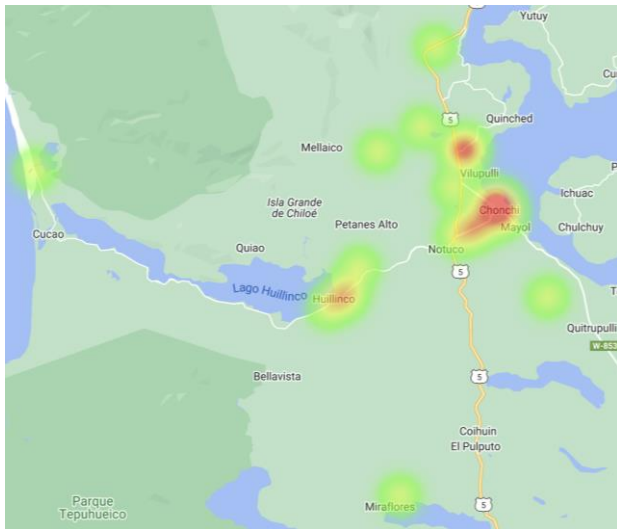 Yutuy
Cu
5
Quinched
Mellaico
Vilupulli
P
Ichuac
Isla Grande
de Chiloé
Chonchi
Cucao
Petanes Alto
Mayol
Chulchuy
Quiao
Notuco
5
Lago Huillinco
Huillinco
T
Quitrupulli
W-853
Bellavista
5
Coihuin
El Pulputo
Parque
Tepuhueico
Miraflores
5